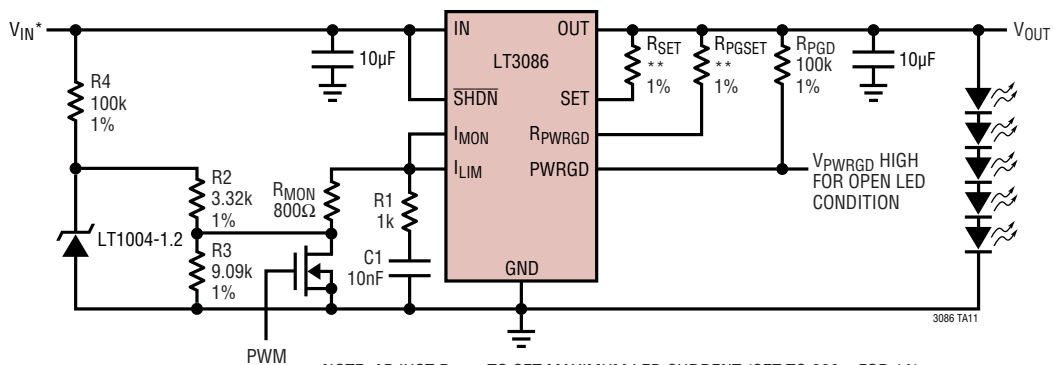 VIN*
IN
OUT
LT3086
10µF
RSET
**
1%
RPGSET
**
1%
RPGD
100k
1%
10µF
VOUT
R4
100k
1%
SHDN
SET
IMON
RPWRGD
ILIM
PWRGD
VPWRGD HIGH
FOR OPEN LED
CONDITION
R2
3.32k
1%
RMON
800Ω
R1
1k
LT1004-1.2
R3
9.09k
1%
C1
10nF
GND
3086 TA11
PWM